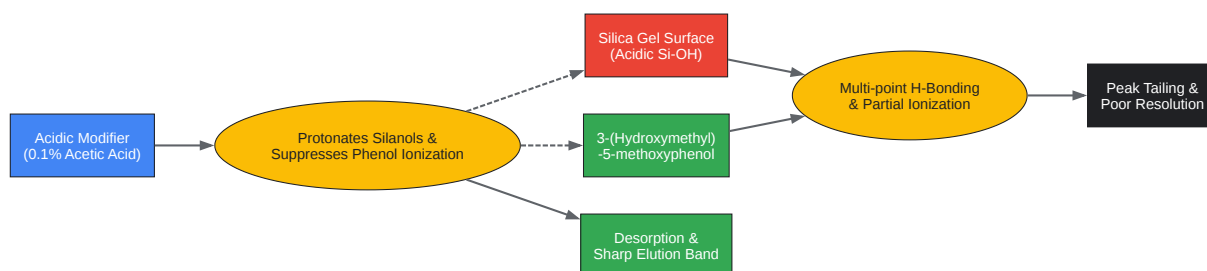 Acidic Modifier
(0.1% Acetic Acid)
Protonates Silanols &
Suppresses Phenol Ionization
Silica Gel Surface
(Acidic Si-OH)
3-(Hydroxymethyl)
-5-methoxyphenol
Desorption &
Sharp Elution Band
Multi-point H-Bonding
& Partial Ionization
Peak Tailing &
Poor Resolution